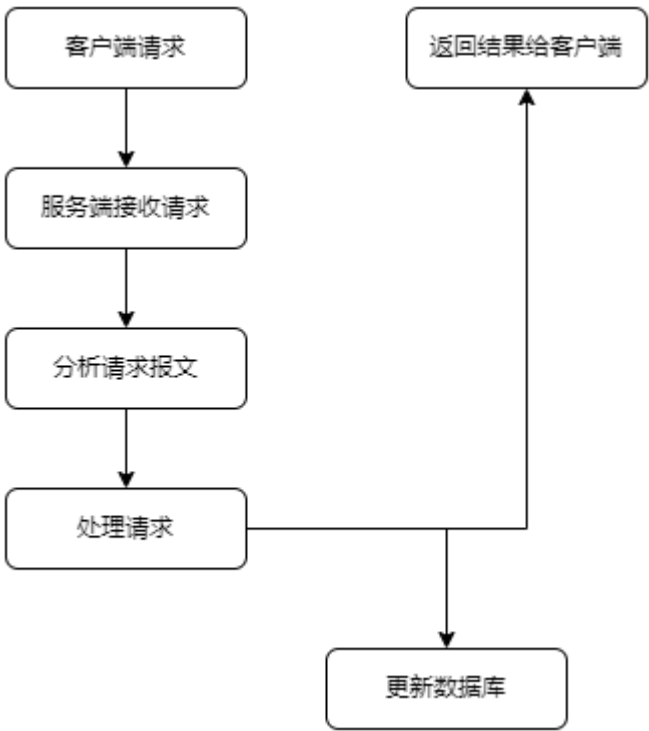 客户端请求
返回结果给客户端
服务端接收请求
分析请求报文
处理请求
更新数据库